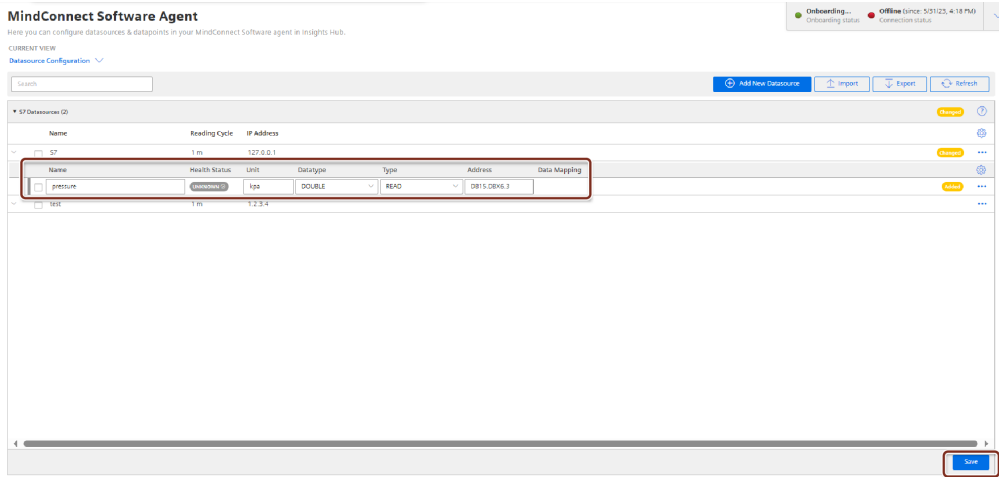 MindConnect Software Agent
Here you can configure datasources & datapoints in your MindConnect Software agent in Insights Hub.
Onboarding... Offline (since: 5/31/23, 4:18 PM)
Onboarding status Connection status
CURRENT VIEW
Datasource Configuration
Search Add New Datasource Import Export Refresh
S7 Datasources (2) Changed
Name Reading Cycle IP Address
S7 1 m 127.0.0.1 Changed
Name Health Status Unit Datatype Type Address Data Mapping
pressure UNKNOWN kpa DOUBLE READ DB15.DBX6.3 Added
test 1 m 1.2.3.4
Save